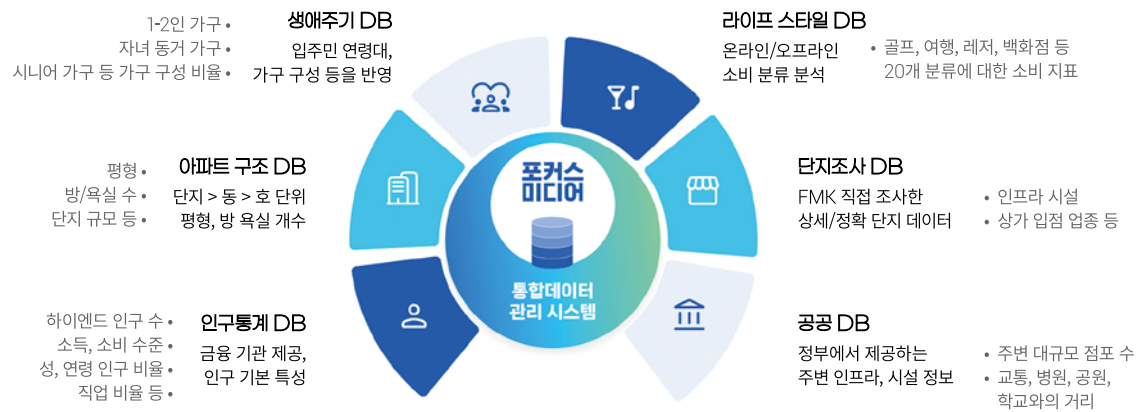 1-2인 가구 •
자녀 동거 가구 •
시니어 가구 등 가구 구성 비율 •
생애주기 DB
입주민 연령대,
가구 구성 등을 반영
라이프 스타일 DB
온라인/오프라인
소비 분류 분석
• 골프, 여행, 레저, 백화점 등
20개 분류에 대한 소비 지표
평형 •
방/욕실 수 •
단지 규모 등 •
아파트 구조 DB
단지 > 동 > 호 단위
평형, 방 욕실 개수
포커스
미디어
통합데이터
관리 시스템
단지조사 DB
FMK 직접 조사한
상세/정확 단지 데이터
• 인프라 시설
• 상가 입점 업종 등
하이엔드 인구 수 •
소득, 소비 수준 •
성, 연령 인구 비율 •
직업 비율 등 •
인구통계 DB
금융 기관 제공,
인구 기본 특성
공공 DB
정부에서 제공하는
주변 인프라, 시설 정보
• 주변 대규모 점포 수
• 교통, 병원, 공원,
학교와의 거리